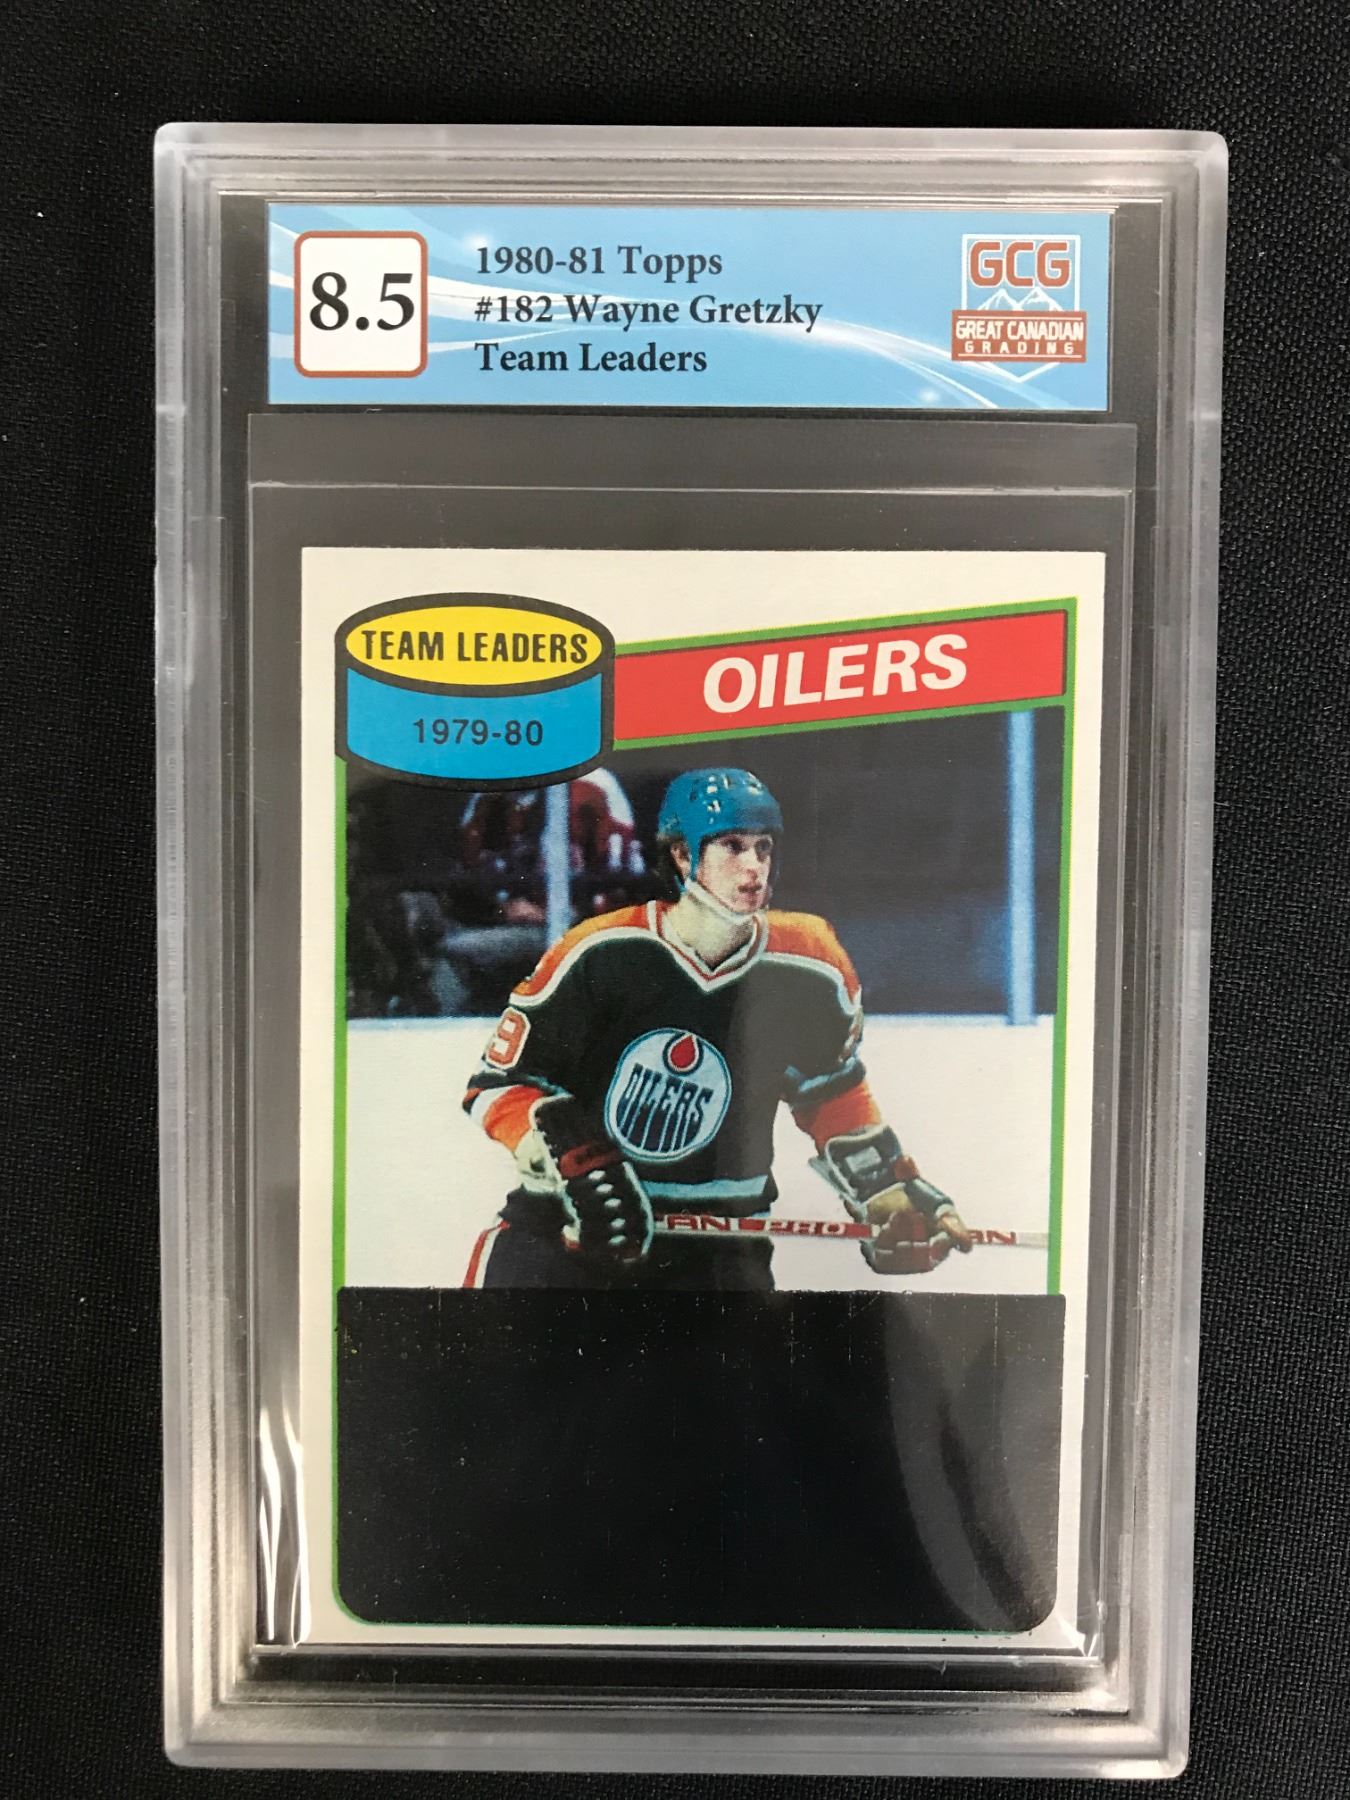 8.5
1980-81 Topps
#182 Wayne Gretzky
Team Leaders
GCG
GREAT CANADIAN
GRADING
TEAM LEADERS
1979-80
OILERS
OILERS
PRO